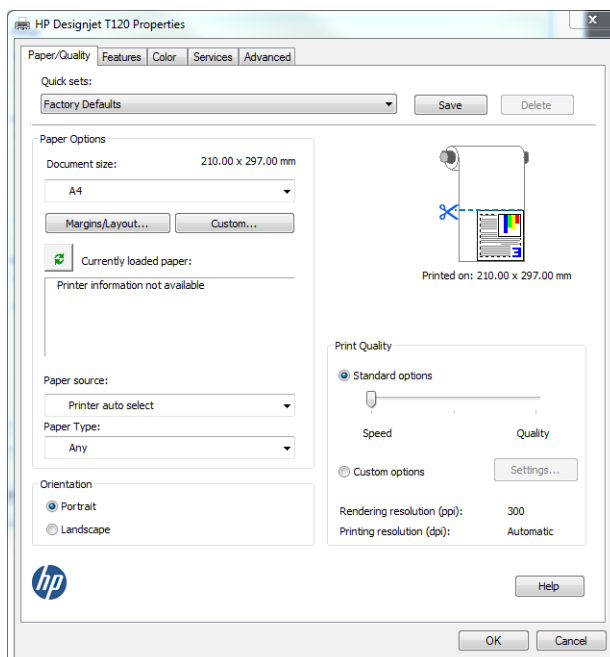 HP Designjet T120 Properties
x
Paper/Quality Features Color Services Advanced
Quick sets:
Factory Defaults
Save Delete
Paper Options
Document size: 210.00 x 297.00 mm
A4
Margins/Layout... Custom...
Currently loaded paper:
Printer information not available
Printed on: 210.00 x 297.00 mm
Paper source:
Printer auto select
Paper Type:
Any
Print Quality
Standard options
Speed Quality
Custom options Settings...
Rendering resolution (ppi): 300
Printing resolution (dpi): Automatic
Orientation
Portrait
Landscape
hp
Help
OK Cancel